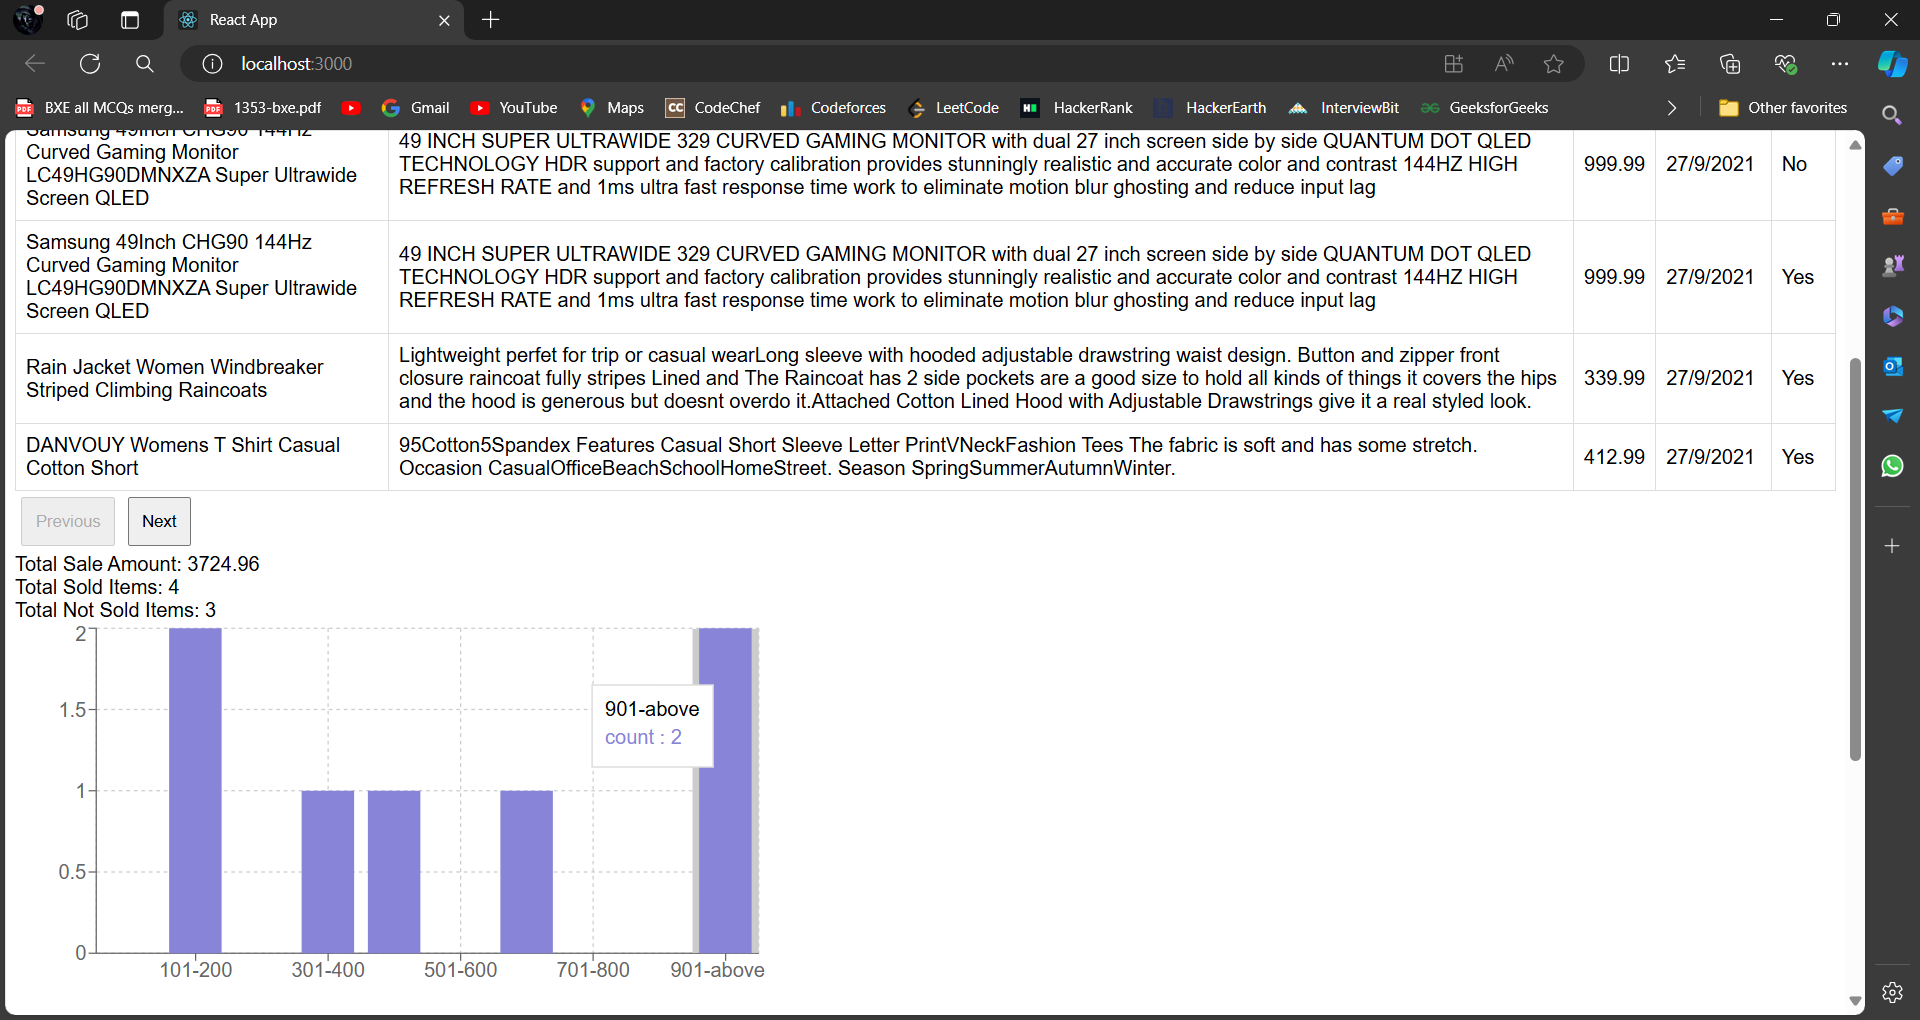 React App
localhost:3000
BXE all MCQs merg...
1353-bxe.pdf
Gmail
YouTube
Maps
CC
CodeChef
Codeforces
LeetCode
HackerRank
HackerEarth
InterviewBit
GeeksforGeeks
Other favorites
Samsung 49Inch CHG90 144Hz
Curved Gaming Monitor
LC49HG90DMNXZA Super Ultrawide
Screen QLED
49 INCH SUPER ULTRAWIDE 329 CURVED GAMING MONITOR with dual 27 inch screen side by side QUANTUM DOT QLED
TECHNOLOGY HDR support and factory calibration provides stunningly realistic and accurate color and contrast 144HZ HIGH
REFRESH RATE and 1ms ultra fast response time work to eliminate motion blur ghosting and reduce input lag
999.99
27/9/2021
No
Samsung 49Inch CHG90 144Hz
Curved Gaming Monitor
LC49HG90DMNXZA Super Ultrawide
Screen QLED
49 INCH SUPER ULTRAWIDE 329 CURVED GAMING MONITOR with dual 27 inch screen side by side QUANTUM DOT QLED
TECHNOLOGY HDR support and factory calibration provides stunningly realistic and accurate color and contrast 144HZ HIGH
REFRESH RATE and 1ms ultra fast response time work to eliminate motion blur ghosting and reduce input lag
999.99
27/9/2021
Yes
Rain Jacket Women Windbreaker
Striped Climbing Raincoats
Lightweight perfet for trip or casual wearLong sleeve with hooded adjustable drawstring waist design. Button and zipper front
closure raincoat fully stripes Lined and The Raincoat has 2 side pockets are a good size to hold all kinds of things it covers the hips
and the hood is generous but doesnt overdo it.Attached Cotton Lined Hood with Adjustable Drawstrings give it a real styled look.
339.99
27/9/2021
Yes
DANVOUY Womens T Shirt Casual
Cotton Short
95Cotton5Spandex Features Casual Short Sleeve Letter PrintVNeckFashion Tees The fabric is soft and has some stretch.
Occasion CasualOfficeBeachSchoolHomeStreet. Season SpringSummerAutumnWinter.
412.99
27/9/2021
Yes
Previous
Next
Total Sale Amount: 3724.96
Total Sold Items: 4
Total Not Sold Items: 3
2
1.5
1
0.5
0
901-above
count : 2
101-200
301-400
501-600
701-800
901-above